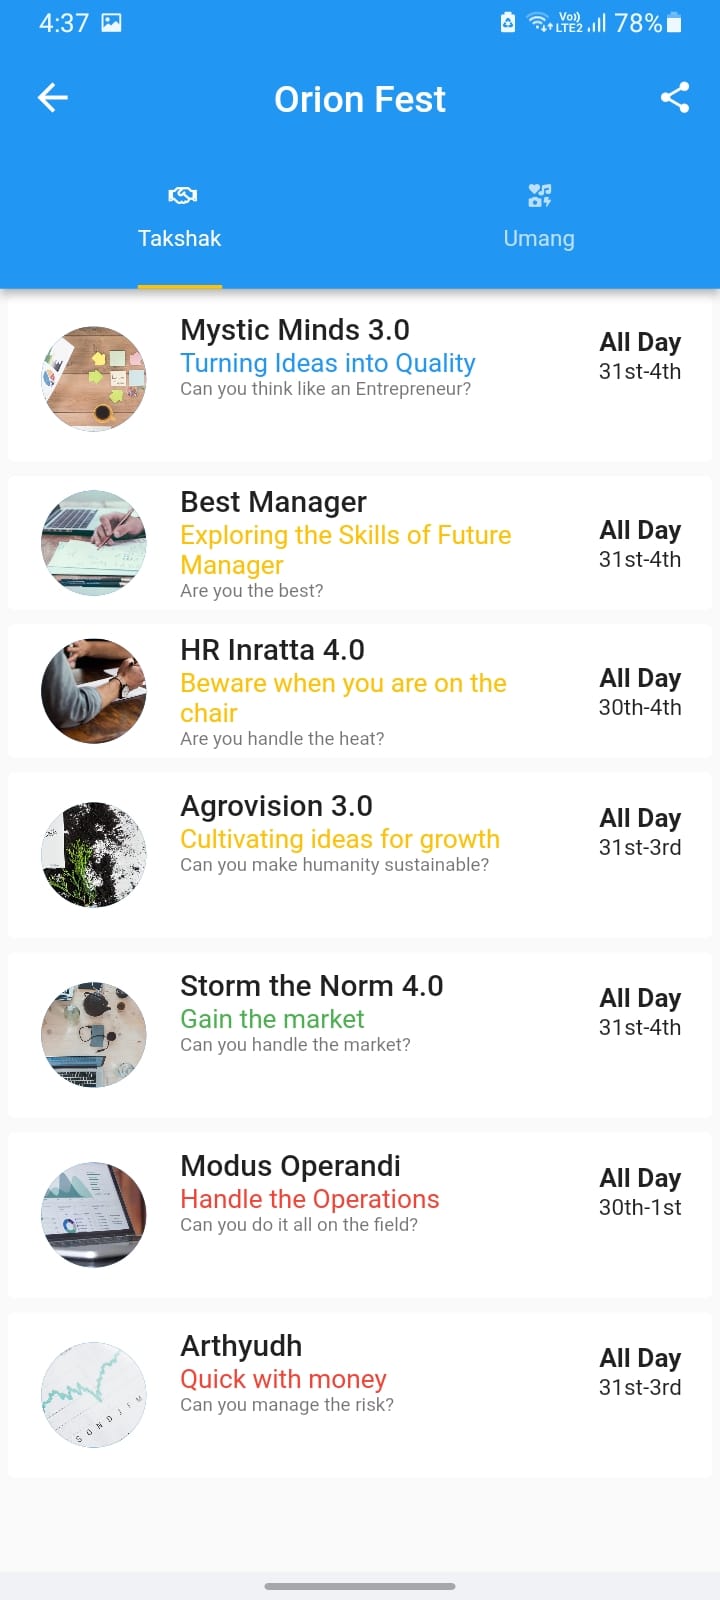 4:37
Vo)) LTE2 78%
Orion Fest
Takshak
Umang
Mystic Minds 3.0
Turning Ideas into Quality
Can you think like an Entrepreneur?
All Day
31st-4th
Best Manager
Exploring the Skills of Future
Manager
Are you the best?
All Day
31st-4th
HR Inratta 4.0
Beware when you are on the
chair
Are you handle the heat?
All Day
30th-4th
Agrovision 3.0
Cultivating ideas for growth
Can you make humanity sustainable?
All Day
31st-3rd
Storm the Norm 4.0
Gain the market
Can you handle the market?
All Day
31st-4th
Modus Operandi
Handle the Operations
Can you do it all on the field?
All Day
30th-1st
Arthyudh
Quick with money
Can you manage the risk?
All Day
31st-3rd
S O N D J F M